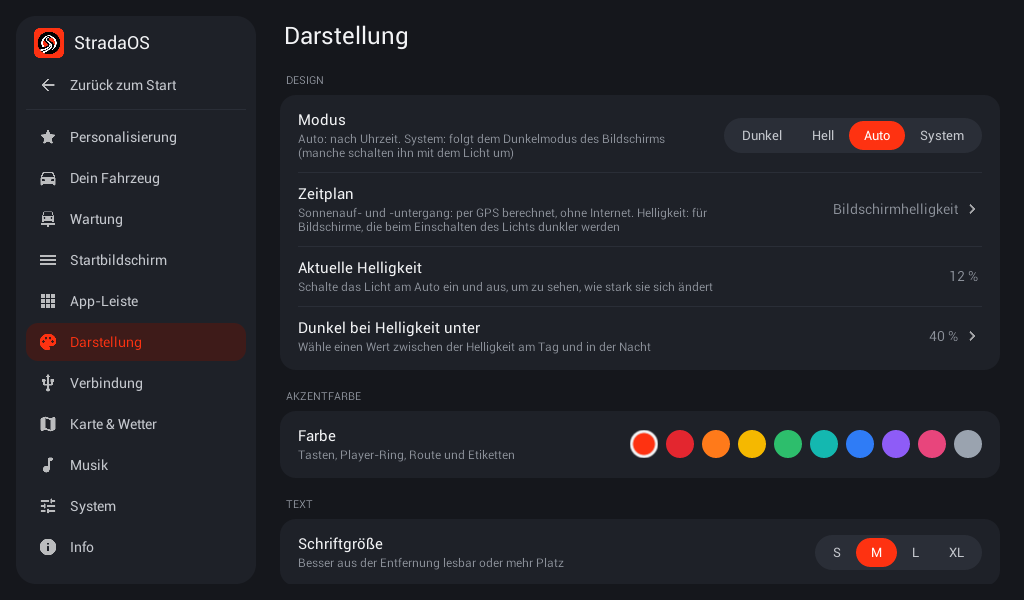 StradaOS
Zurück zum Start
Personalisierung
Dein Fahrzeug
Wartung
Startbildschirm
App-Leiste
Darstellung
Verbindung
Karte & Wetter
Musik
System
Info
Darstellung
DESIGN
Modus
Auto: nach Uhrzeit. System: folgt dem Dunkelmodus des Bildschirms
(manche schalten ihn mit dem Licht um)
Dunkel Hell Auto System
Zeitplan
Sonnenauf- und -untergang: per GPS berechnet, ohne Internet. Helligkeit: für
Bildschirme, die beim Einschalten des Lichts dunkler werden
Bildschirmhelligkeit
Aktuelle Helligkeit
Schalte das Licht am Auto ein und aus, um zu sehen, wie stark sie sich ändert
12 %
Dunkel bei Helligkeit unter
Wähle einen Wert zwischen der Helligkeit am Tag und in der Nacht
40 %
AKZENTFARBE
Farbe
Tasten, Player-Ring, Route und Etiketten
TEXT
Schriftgröße
Besser aus der Entfernung lesbar oder mehr Platz
S M L XL